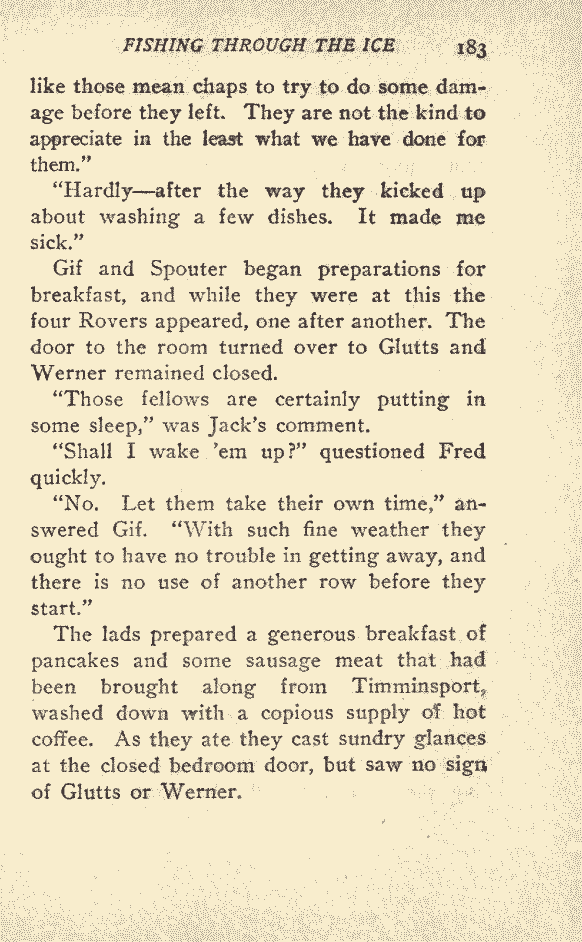 FISHING THROUGH THE ICE 183
like those mean chaps to try to do some dam-
age before they left. They are not the kind to
appreciate in the least what we have done for
them.”
“Hardly—after the way they kicked up
about washing a few dishes. It made me
sick.”
Gif and Spouter began preparations for
breakfast, and while they were at this the
four Rovers appeared, one after another. The
door to the room turned over to Glutts and
Werner remained closed.
“Those fellows are certainly putting in
some sleep,” was Jack’s comment.
“Shall I wake ’em up?” questioned Fred
quickly.
“No. Let them take their own time,” an-
swered Gif. “With such fine weather they
ought to have no trouble in getting away, and
there is no use of another row before they
start.”
The lads prepared a generous breakfast of
pancakes and some sausage meat that had
been brought along from Timminsport,
washed down with a copious supply of hot
coffee. As they ate they cast sundry glances
at the closed bedroom door, but saw no sign
of Glutts or Werner.